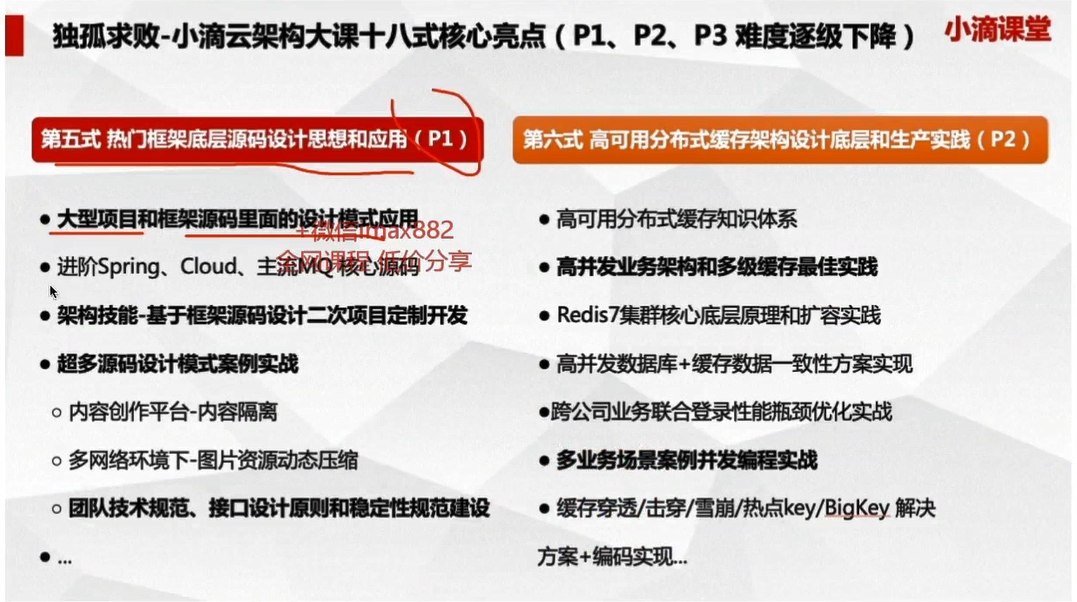 独孤求败-小滴云架构大课十八式核心亮点（P1、P2、P3 难度逐级下降）
小滴课堂
第五式 热门框架底层源码设计思想和应用（P1）
● 大型项目和框架源码里面的设计模式应用
+微信imax882
全网课程 低价分享
● 进阶Spring、Cloud、主流MQ 核心源码
● 架构技能-基于框架源码设计二次项目定制开发
● 超多源码设计模式案例实战
○ 内容创作平台-内容隔离
○ 多网络环境下-图片资源动态压缩
○ 团队技术规范、接口设计原则和稳定性规范建设
● ...
第六式 高可用分布式缓存架构设计底层和生产实践（P2）
● 高可用分布式缓存知识体系
● 高并发业务架构和多级缓存最佳实践
● Redis7集群核心底层原理和扩容实践
● 高并发数据库+缓存数据一致性方案实现
●跨公司业务联合登录性能瓶颈优化实战
● 多业务场景案例并发编程实战
● 缓存穿透/击穿/雪崩/热点key/BigKey 解决
方案+编码实现...